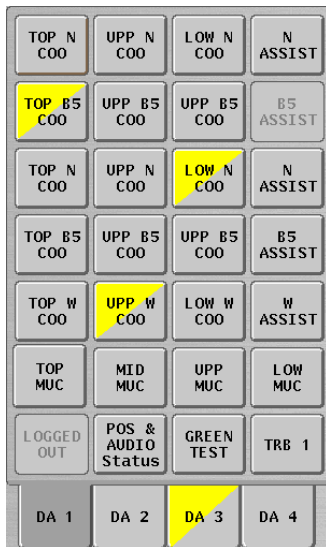 TOP N
COO
UPP N
COO
LOW N
COO
N
ASSIST
TOP B5
COO
UPP B5
COO
UPP B5
COO
B5
ASSIST
TOP N
COO
UPP N
COO
LOW N
COO
N
ASSIST
TOP B5
COO
UPP B5
COO
UPP B5
COO
B5
ASSIST
TOP W
COO
UPP W
COO
LOW W
COO
W
ASSIST
TOP
MUC
MID
MUC
UPP
MUC
LOW
MUC
LOGGED
OUT
POS &
AUDIO
Status
GREEN
TEST
TRB 1
DA 1
DA 2
DA 3
DA 4